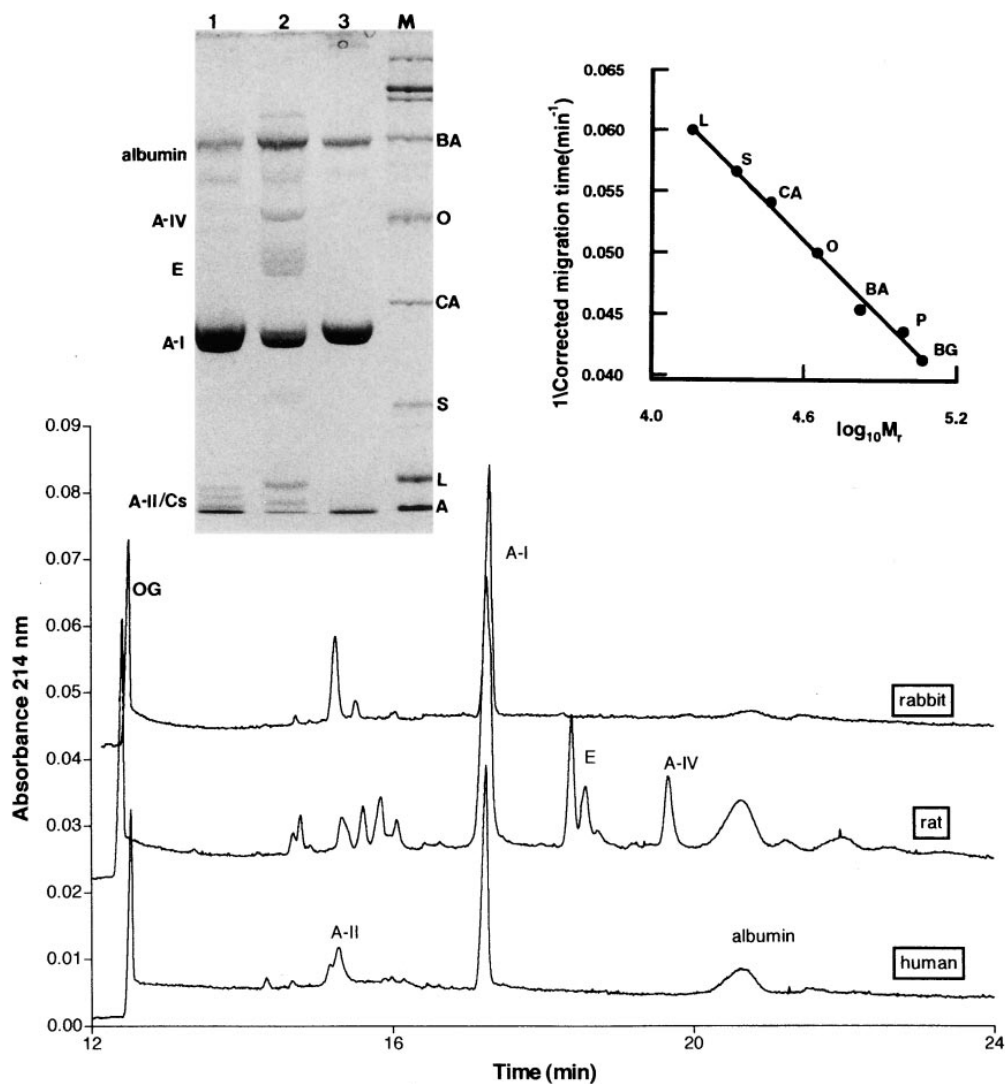 1 2 3 M
albumin
A-IV
E
A-I
A-II/Cs
BA
O
CA
S
L
A
1\Corrected migration time(min-1)
0.065
0.060
0.055
0.050
0.045
0.040
L
S
CA
O
BA
P
BG
4.0 4.6 5.2
log10Mr
Absorbance 214 nm
0.09
0.08
0.07
0.06
0.05
0.04
0.03
0.02
0.01
0.00
OG
A-I
rabbit
E
A-IV
rat
A-II
albumin
human
12 16 20 24
Time (min)